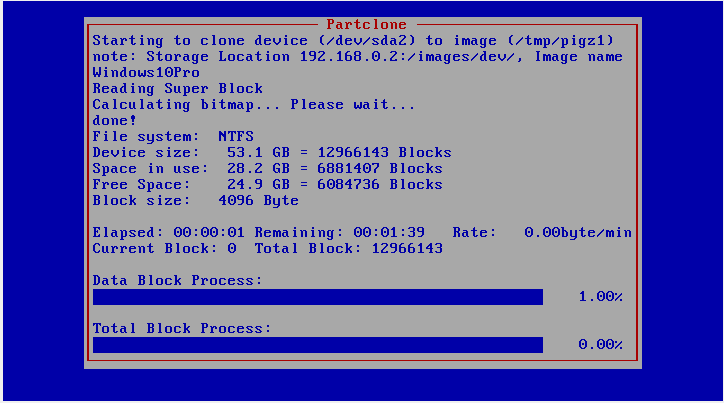 Partclone
Starting to clone device (/dev/sda2) to image (/tmp/pigz1)
note: Storage Location 192.168.0.2:/images/dev/, Image name
Windows10Pro
Reading Super Block
Calculating bitmap... Please wait...
done!
File system:  NTFS
Device size:   53.1 GB = 12966143 Blocks
Space in use:  28.2 GB = 6881407 Blocks
Free Space:    24.9 GB = 6084736 Blocks
Block size:   4096 Byte
Elapsed: 00:00:01 Remaining: 00:01:39   Rate:   0.00byte/min
Current Block: 0  Total Block: 12966143
Data Block Process:
1.00%
Total Block Process:
0.00%